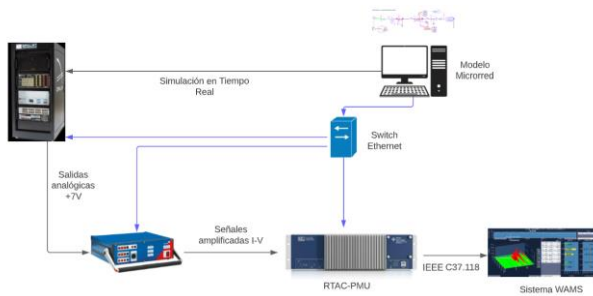 Modelo
Microrred
Simulación en Tiempo
Real
Switch
Ethernet
Salidas
analógicas
+7V
Señales
amplificadas I-V
RTAC-PMU
IEEE C37.118
Sistema WAMS